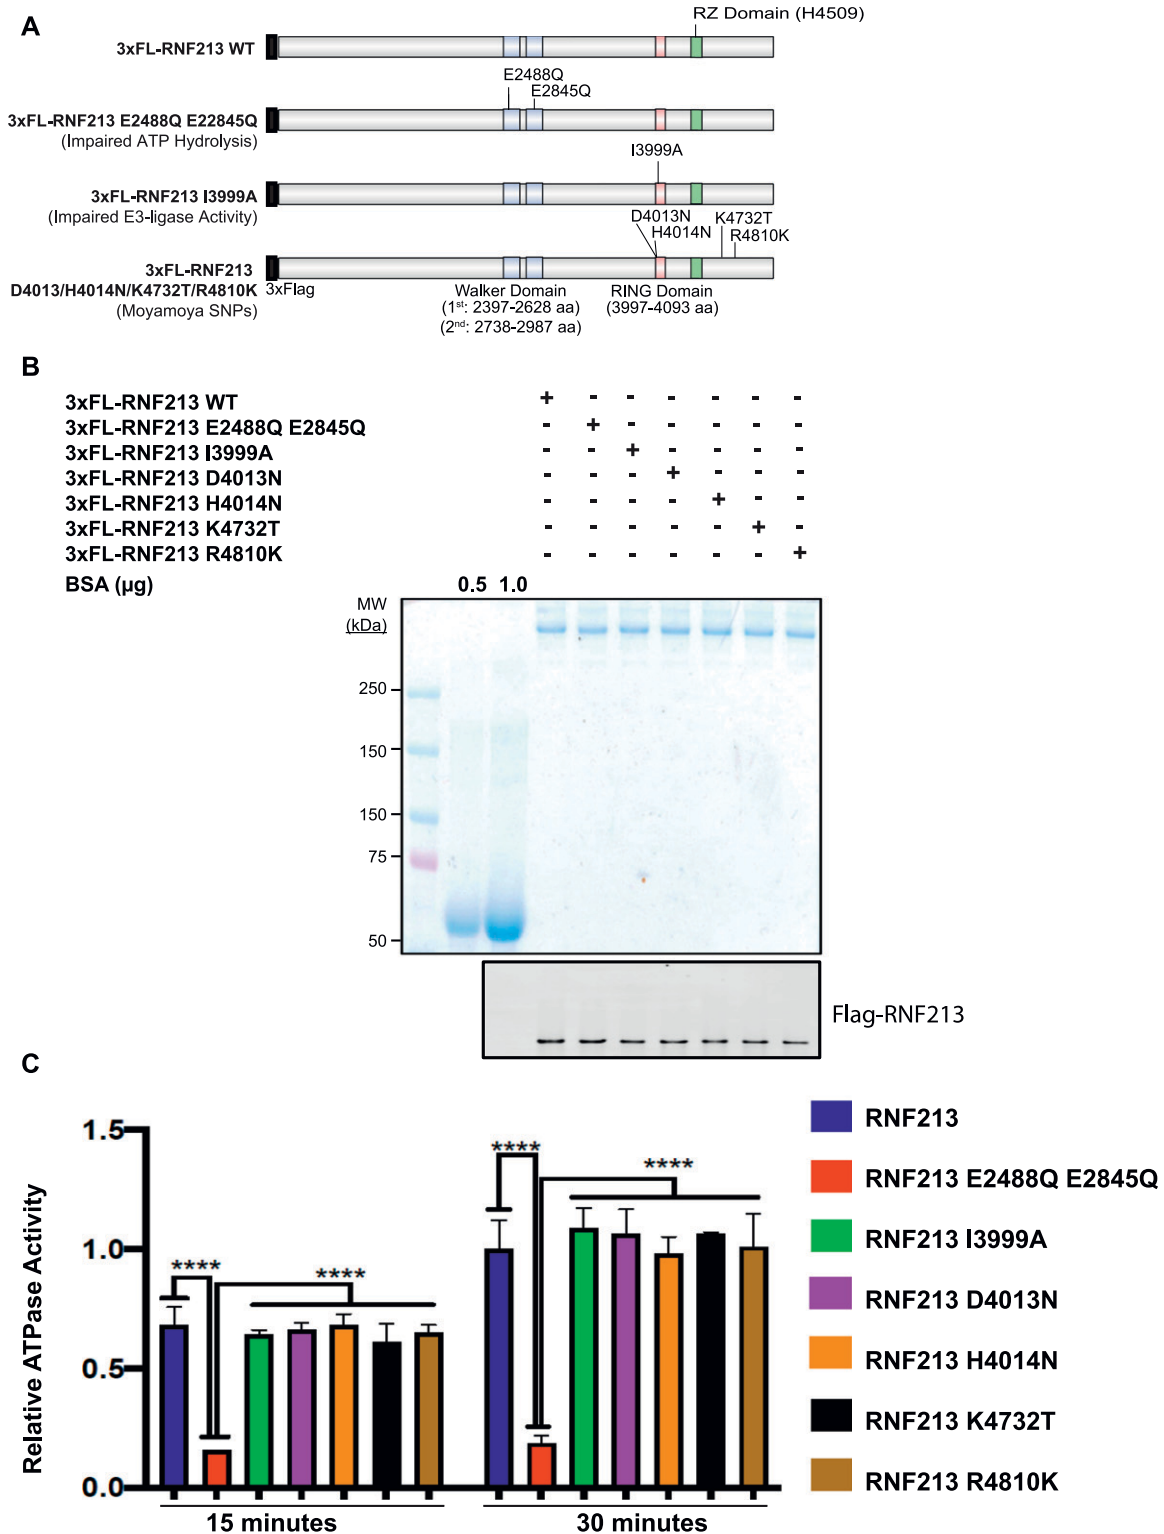 A
RZ Domain (H4509)
3xFL-RNF213 WT
E2488Q
E2845Q
3xFL-RNF213 E2488Q E22845Q
(Impaired ATP Hydrolysis)
I3999A
3xFL-RNF213 I3999A
(Impaired E3-ligase Activity)
D4013N
H4014N
K4732T
R4810K
3xFL-RNF213
D4013/H4014N/K4732T/R4810K
(Moyamoya SNPs)
3xFlag
Walker Domain
(1st: 2397-2628 aa)
(2nd: 2738-2987 aa)
RING Domain
(3997-4093 aa)
B
3xFL-RNF213 WT + - - - - - -
3xFL-RNF213 E2488Q E2845Q - + - - - - -
3xFL-RNF213 I3999A - - + - - - -
3xFL-RNF213 D4013N - - - + - - -
3xFL-RNF213 H4014N - - - - + - -
3xFL-RNF213 K4732T - - - - - + -
3xFL-RNF213 R4810K - - - - - - +
BSA (µg) 0.5 1.0
MW
(kDa)
250
150
150
75
50
Flag-RNF213
C
Relative ATPase Activity
1.5
1.0
0.5
0.0
**** ****
**** ****
15 minutes
30 minutes
RNF213
RNF213 E2488Q E2845Q
RNF213 I3999A
RNF213 D4013N
RNF213 H4014N
RNF213 K4732T
RNF213 R4810K